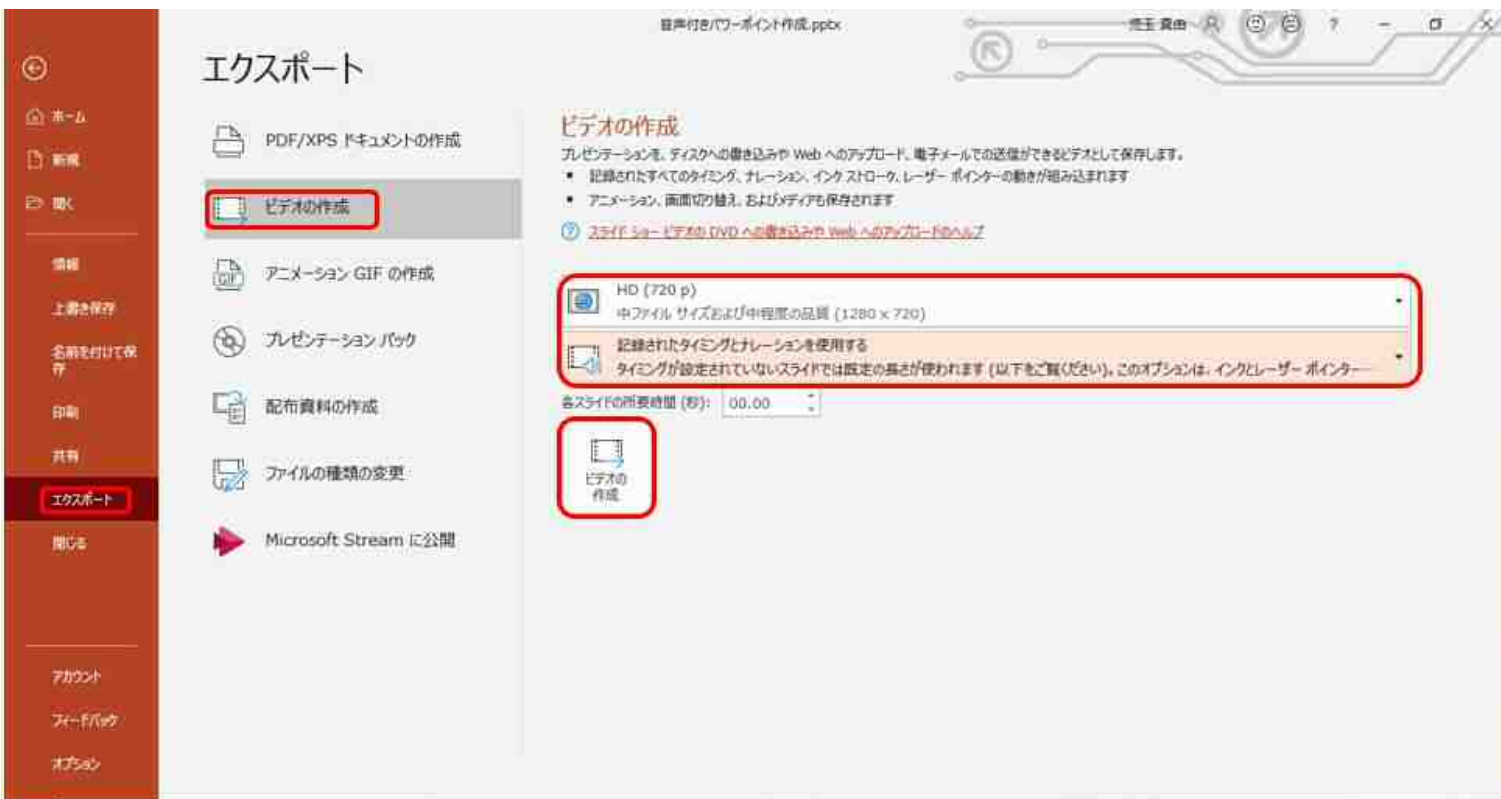 音声付きパワーポイント作成.pptx
児玉 真由
?
エクスポート
ホーム
新規
開く
情報
上書き保存
名前を付けて保
存
印刷
共有
エクスポート
閉じる
アカウント
フィードバック
オプション
PDF/XPS ドキュメントの作成
ビデオの作成
GIF
アニメーション GIF の作成
プレゼンテーション パック
配布資料の作成
ファイルの種類の変更
Microsoft Stream に公開
ビデオの作成
プレゼンテーションを、ディスクへの書き込みや Web へのアップロード、電子メールでの送信ができるビデオとして保存します。
▪ 記録されたすべてのタイミング、ナレーション、インク ストローク、レーザー ポインターの動きが組み込まれます
▪ アニメーション、画面切り替え、およびメディアも保存されます
? スライド ショー ビデオの DVD への書き込みや Web へのアップロードのヘルプ
HD (720 p)
中ファイル サイズおよび中程度の品質 (1280 x 720)
記録されたタイミングとナレーションを使用する
タイミングが設定されていないスライドでは既定の長さが使われます (以下をご覧ください)。このオプションは、インクとレーザー ポインター…
各スライドの所要時間 (秒): 00.00
ビデオの
作成